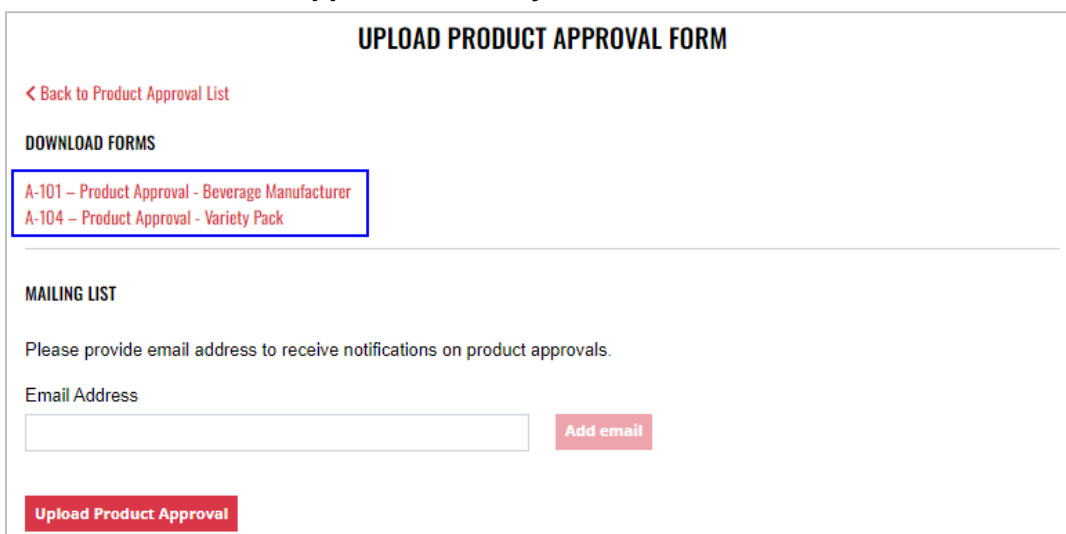 UPLOAD PRODUCT APPROVAL FORM
Back to Product Approval List
DOWNLOAD FORMS
A-101 – Product Approval - Beverage Manufacturer
A-104 – Product Approval - Variety Pack
MAILING LIST
Please provide email address to receive notifications on product approvals.
Email Address
Add email
Upload Product Approval